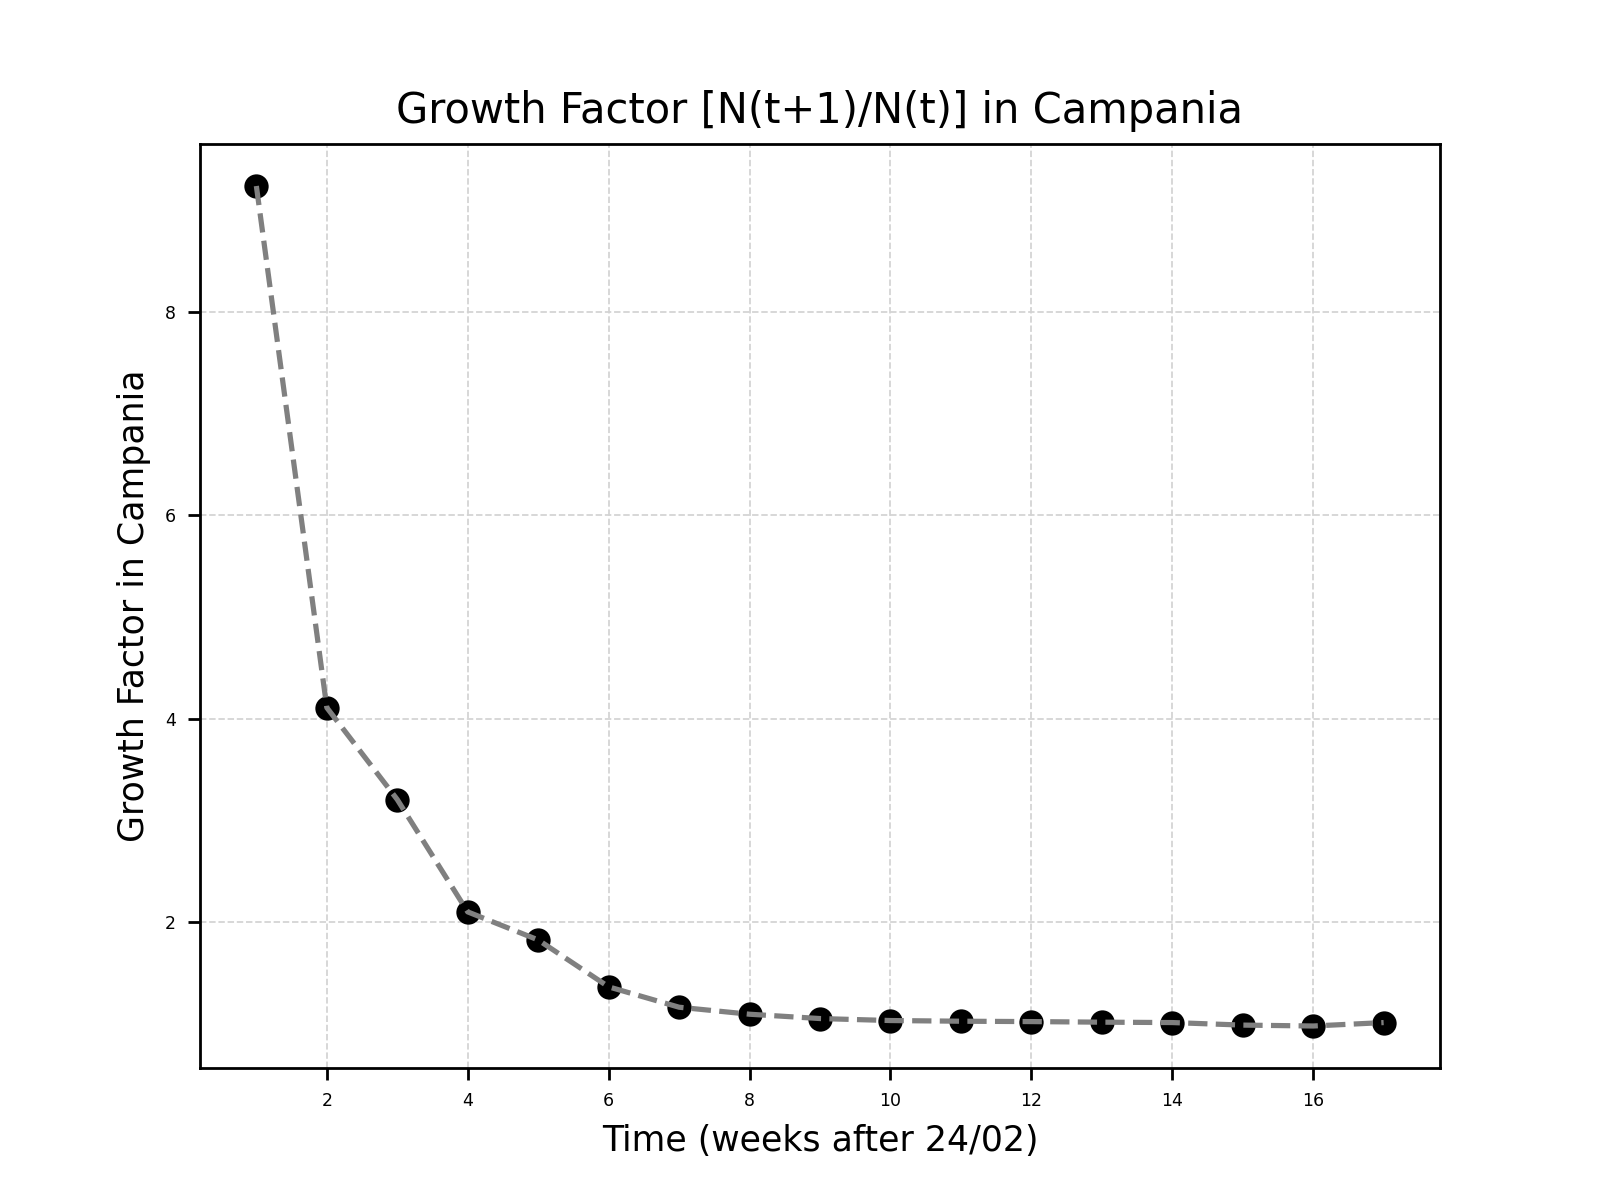 Growth Factor [N(t+1)/N(t)] in Campania
Growth Factor in Campania
8
6
4
2
2 4 6 8 10 12 14 16
Time (weeks after 24/02)